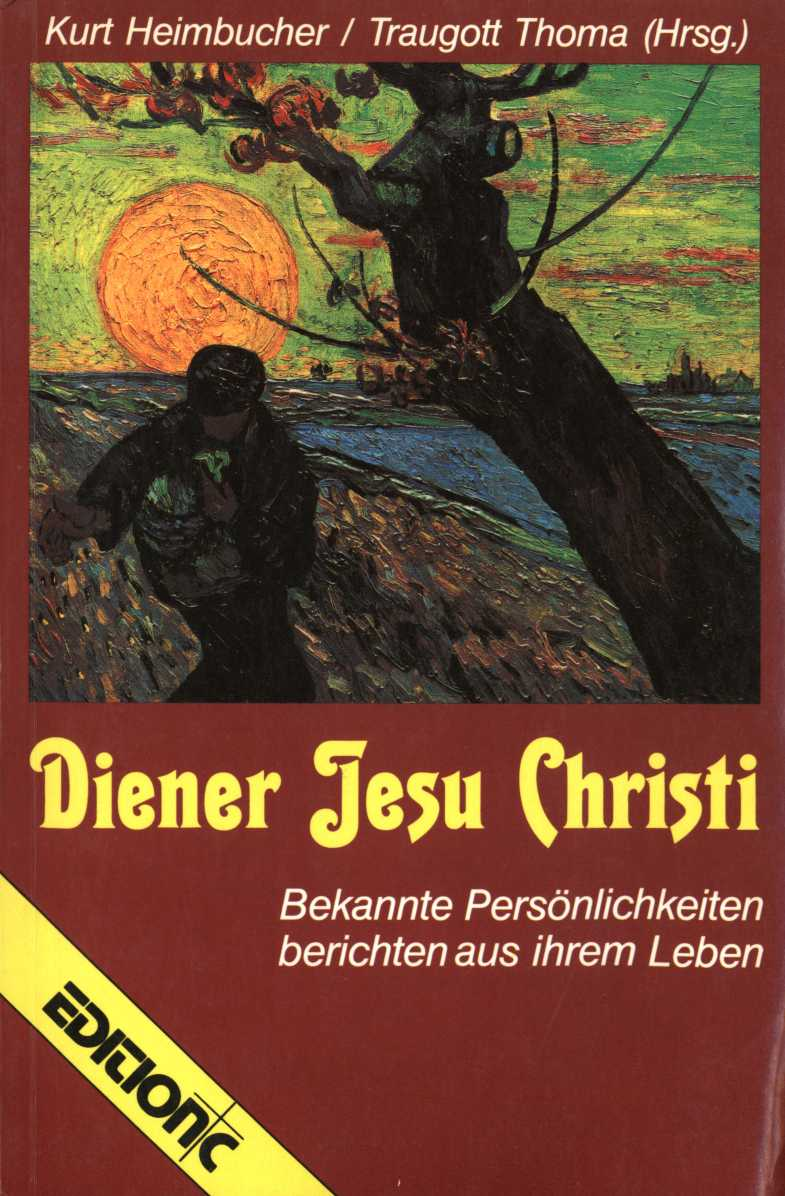 Kurt Heimbucher / Traugott Thoma (Hrsg.)
Diener Jesu Christi
Bekannte Persönlichkeiten
berichten aus ihrem Leben
EDITION C